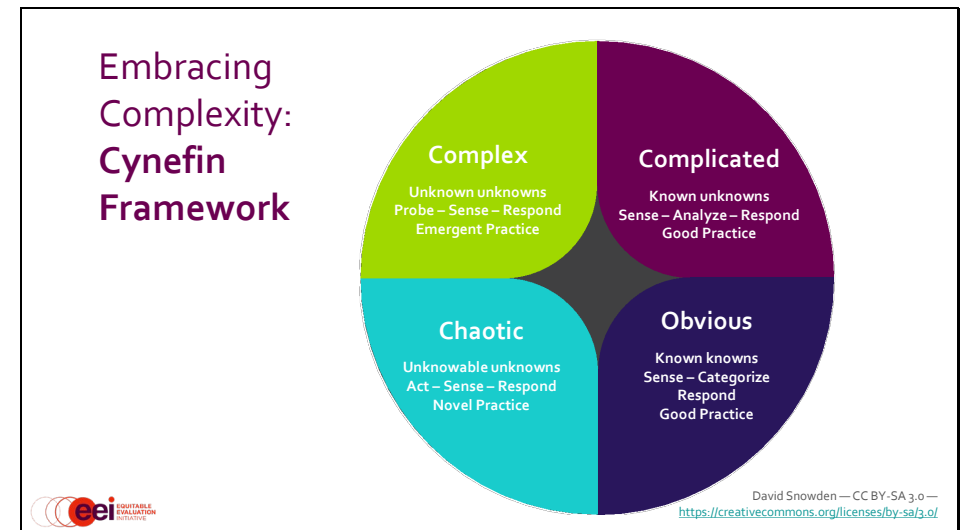 Embracing
Complexity:
Cynefin
Framework
Complex
Unknown unknowns
Probe – Sense – Respond
Emergent Practice
Complicated
Known unknowns
Sense – Analyze – Respond
Good Practice
Chaotic
Unknowable unknowns
Act – Sense – Respond
Novel Practice
Obvious
Known knowns
Sense – Categorize
Respond
Good Practice
eei EQUITABLE
EVALUATION
INITIATIVE
David Snowden — CC BY-SA 3.0 —
https://creativecommons.org/licenses/by-sa/3.0/